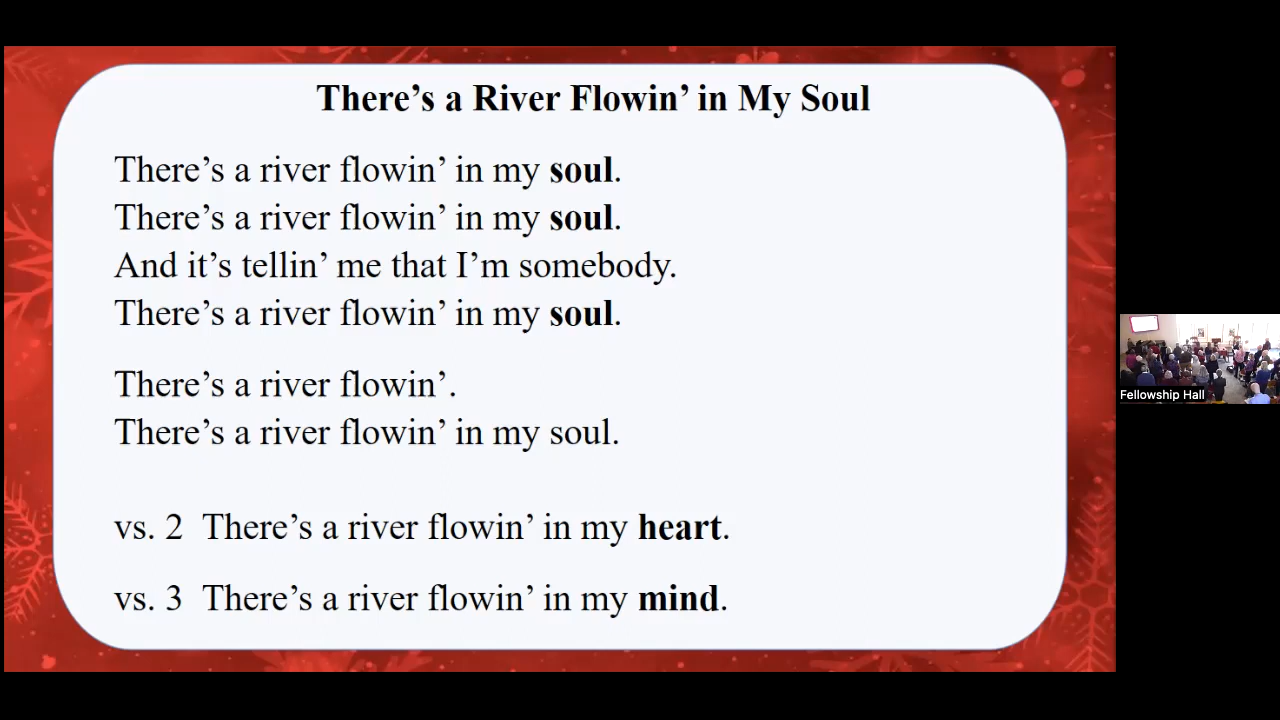 There’s a River Flowin’ in My Soul
There’s a river flowin’ in my soul.
There’s a river flowin’ in my soul.
And it’s tellin’ me that I’m somebody.
There’s a river flowin’ in my soul.
There’s a river flowin’.
There’s a river flowin’ in my soul.
vs. 2 There’s a river flowin’ in my heart.
vs. 3 There’s a river flowin’ in my mind.
Fellowship Hall